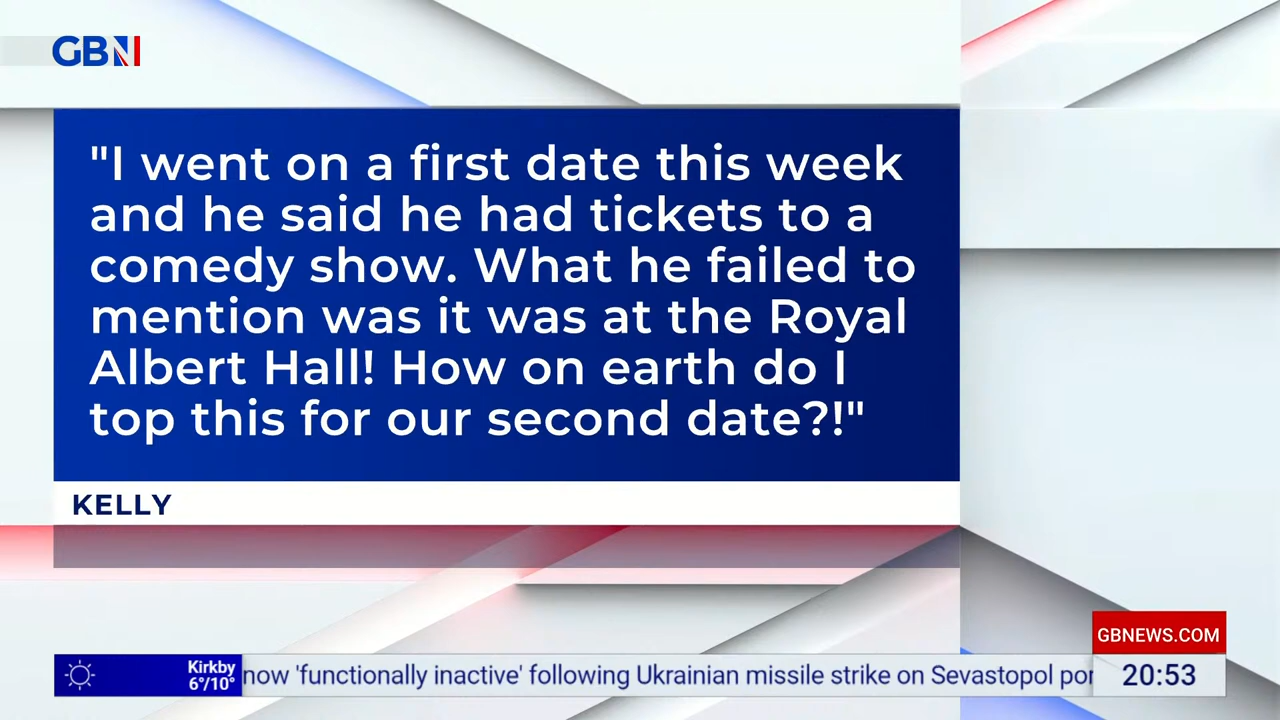 GBN
"I went on a first date this week
and he said he had tickets to a
comedy show. What he failed to
mention was it was at the Royal
Albert Hall! How on earth do I
top this for our second date?!"
KELLY
GBNEWS.COM
Kirkby
6°/10°
now 'functionally inactive' following Ukrainian missile strike on Sevastopol por
20:53